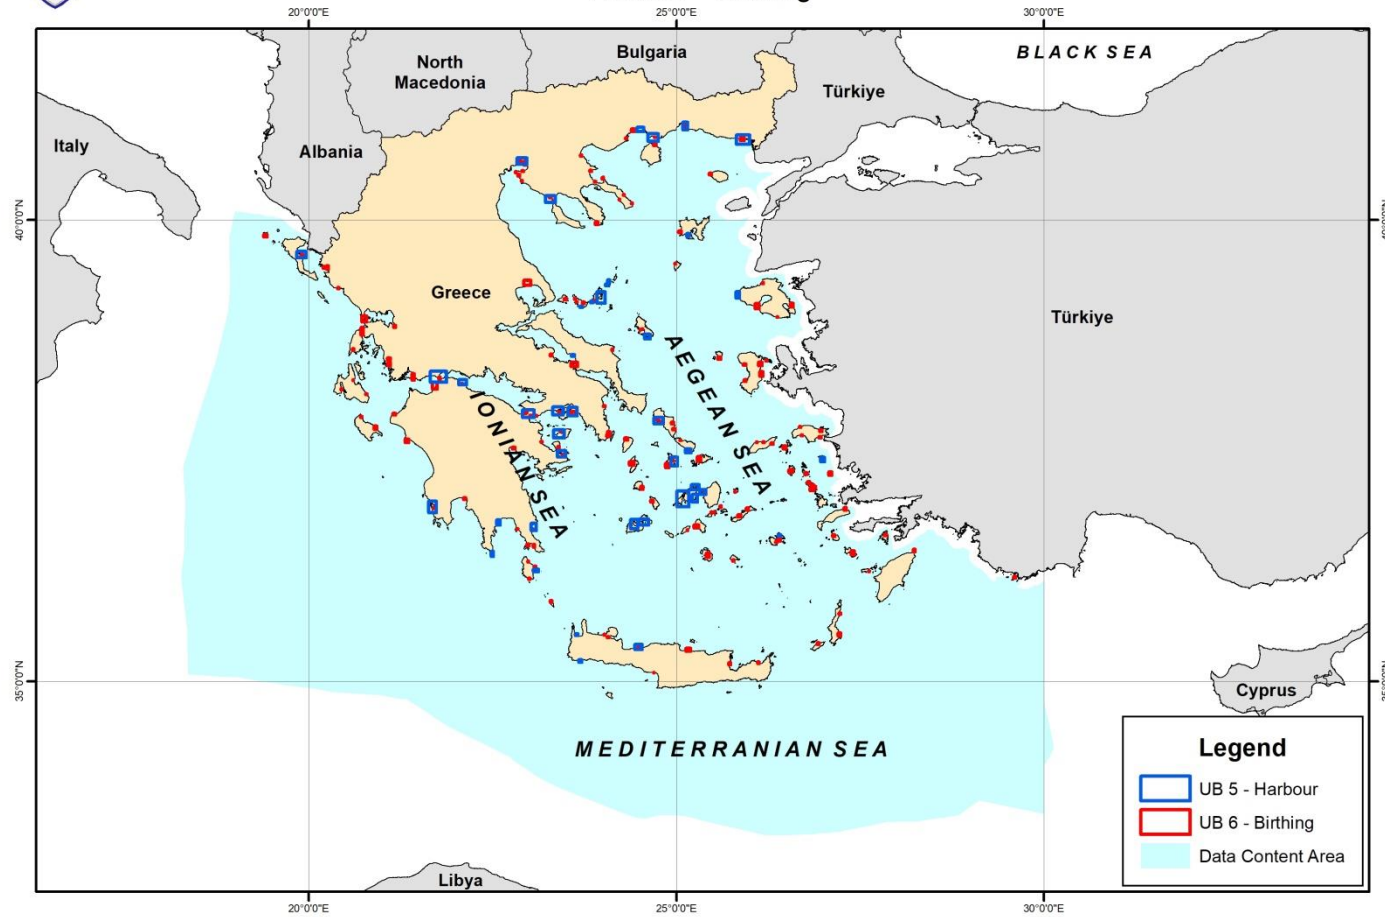 20°0'0"E
25°0'0"E
30°0'0"E
North
Macedonia
Bulgaria
BLACK SEA
Türkiye
Italy
Albania
40°0'0"N
Greece
Türkiye
AEGEAN SEA
IONIAN SEA
35°0'0"N
Cyprus
MEDITERRANIAN SEA
Legend
UB 5 - Harbour
UB 6 - Birthing
Data Content Area
Libya
20°0'0"E
25°0'0"E
30°0'0"E